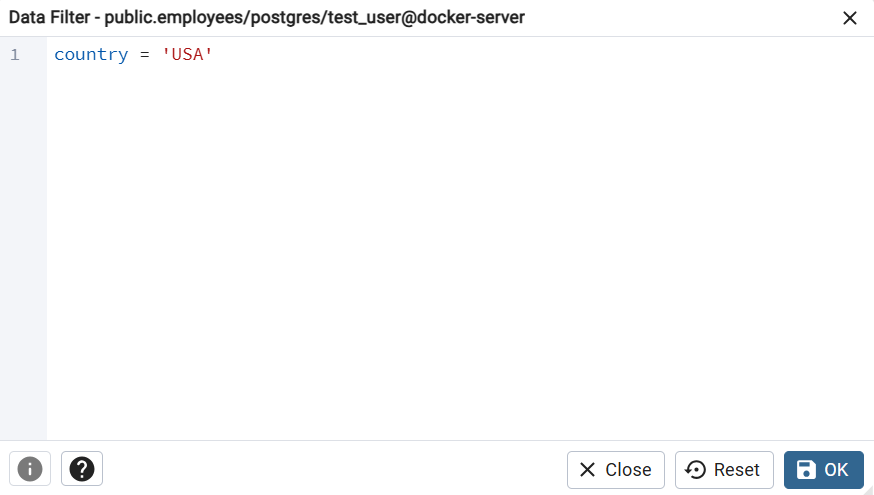 Data Filter - public.employees/postgres/test_user@docker-server
1 country = 'USA'
Close Reset OK